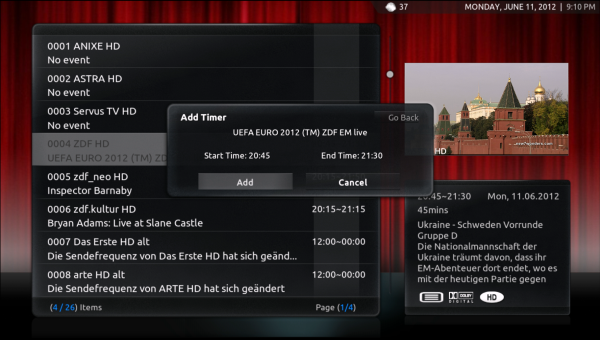 37
MONDAY, JUNE 11, 2012 | 9:10 PM
0001 ANIXE HD
No event
0002 ASTRA HD
No event
0003 Servus TV HD
No event
0004 ZDF HD
UEFA EURO 2012 (TM) Z
0005 zdf_neo HD
Inspector Barnaby
0006 zdf.kultur HD
20:15~21:15
Bryan Adams: Live at Slane Castle
0007 Das Erste HD alt
12:00~00:00
Die Sendefrequenz von Das Erste HD hat sich geänd...
0008 arte HD alt
12:00~00:00
Die Sendefrequenz von ARTE HD hat sich geändert
(4 / 26) Items
Page (1/4)
Add Timer
Go Back
UEFA EURO 2012 (TM) ZDF EM live
Start Time: 20:45
End Time: 21:30
Add
Cancel
HD
20:45~21:30
Mon, 11.06.2012
45mins
Ukraine - Schweden Vorrunde
Gruppe D
Die Nationalmannschaft der
Ukraine träumt davon, dass ihr
EM-Abenteuer dort endet, wo es
mit der heutigen Partie gegen
DOLBY
DIGITAL
HD